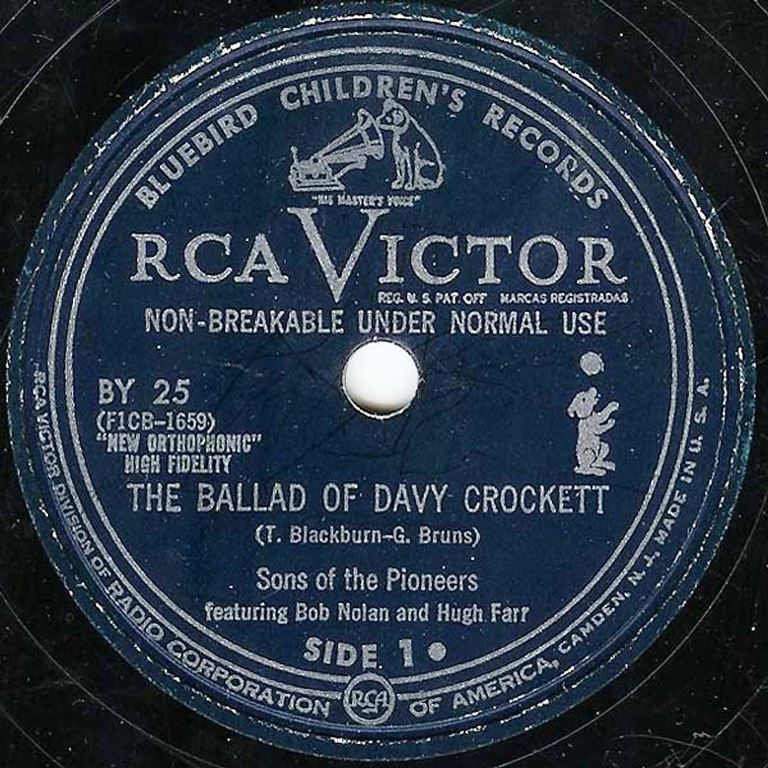 BLUEBIRD CHILDREN'S RECORDS
"HIS MASTER'S VOICE"
RCA VICTOR
REG. U. S. PAT. OFF MARCAS REGISTRADAS
NON-BREAKABLE UNDER NORMAL USE
BY 25
(F1CB-1659)
"NEW ORTHOPHONIC"
HIGH FIDELITY
THE BALLAD OF DAVY CROCKETT
(T. Blackburn-G. Bruns)
Sons of the Pioneers
featuring Bob Nolan and Hugh Farr
SIDE 1
RCA VICTOR DIVISION OF RADIO CORPORATION OF AMERICA, CAMDEN, N. J., MADE IN U. S. A.
RCA